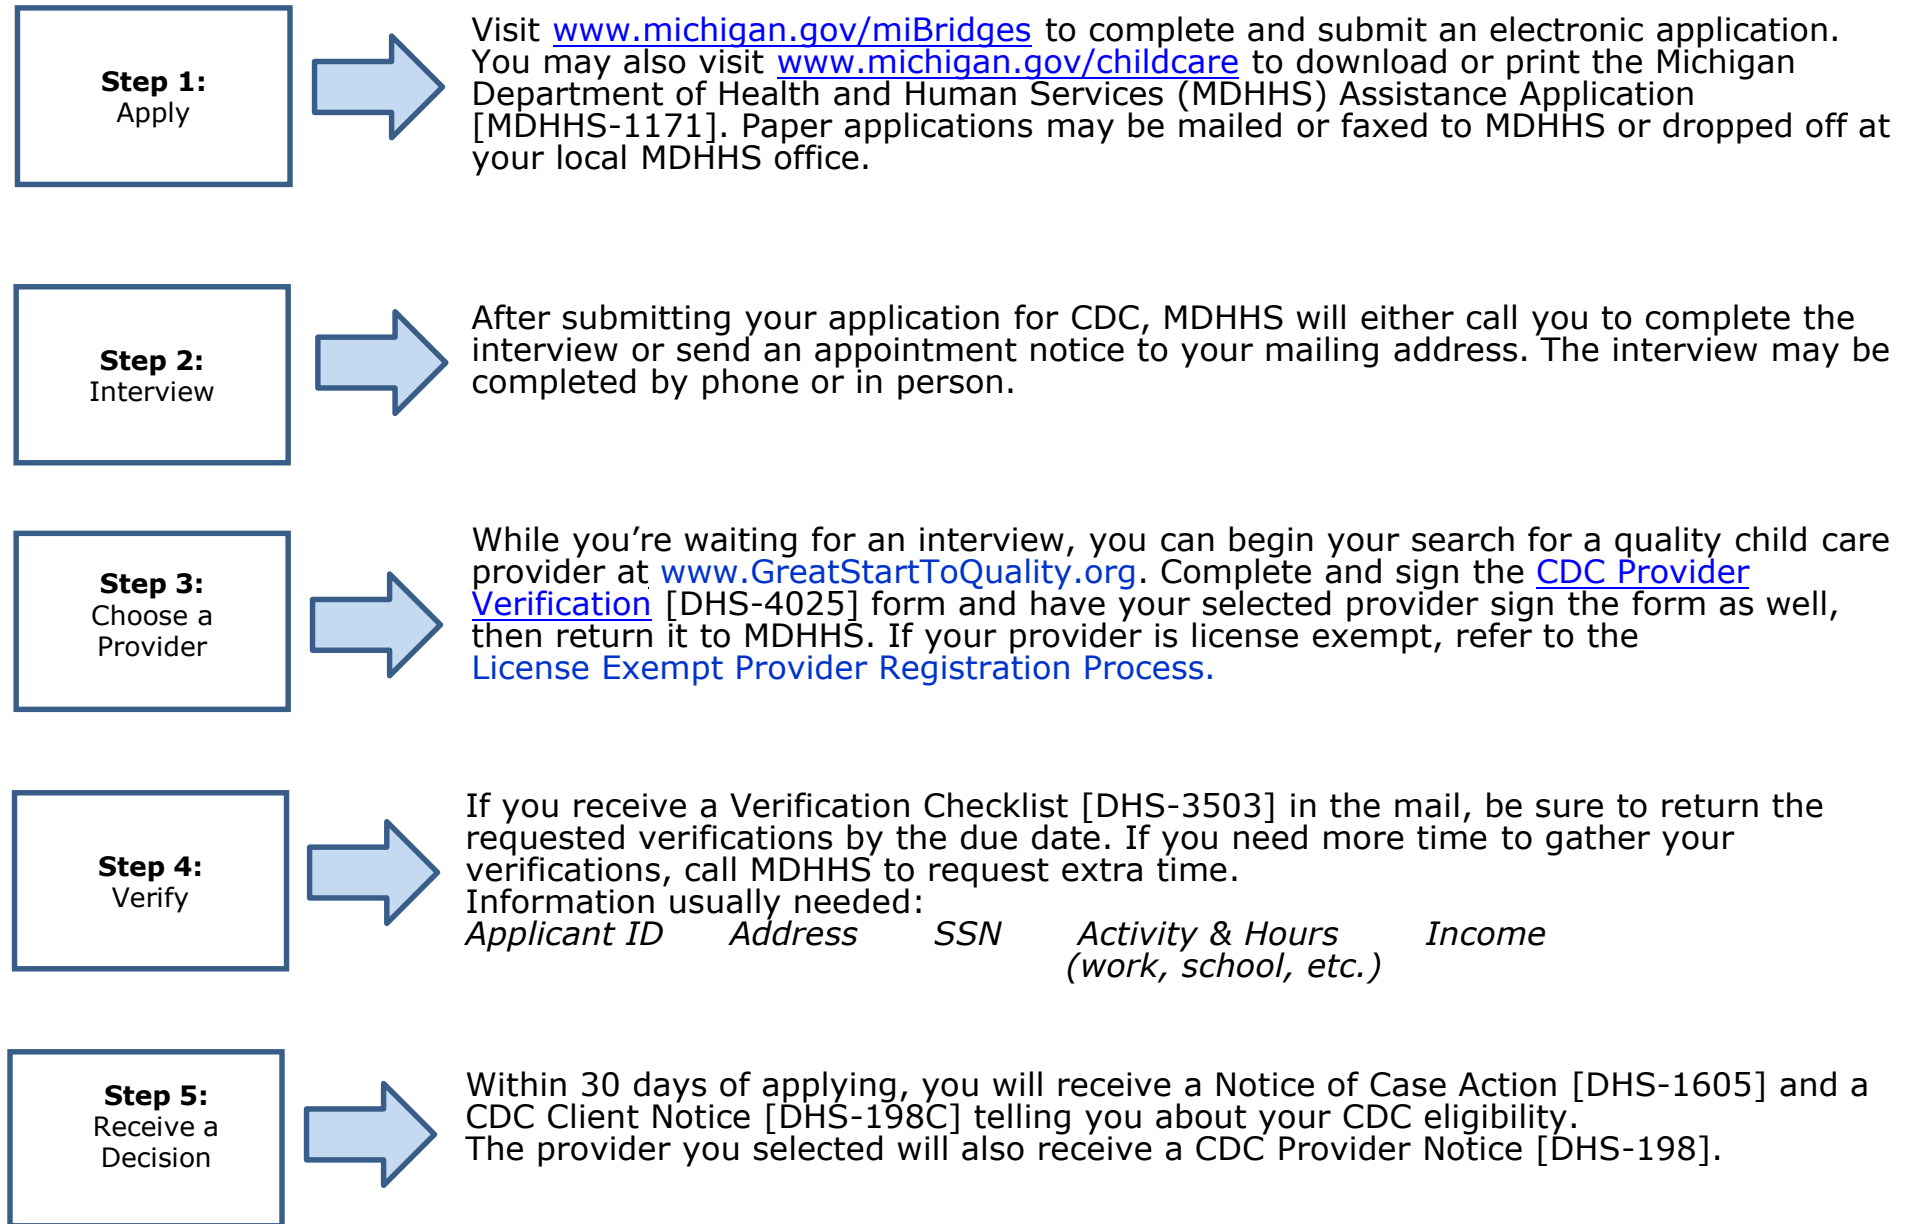 Step 1:
Apply
Visit www.michigan.gov/miBridges to complete and submit an electronic application.
You may also visit www.michigan.gov/childcare to download or print the Michigan
Department of Health and Human Services (MDHHS) Assistance Application
[MDHHS-1171]. Paper applications may be mailed or faxed to MDHHS or dropped off at
your local MDHHS office.
Step 2:
Interview
After submitting your application for CDC, MDHHS will either call you to complete the
interview or send an appointment notice to your mailing address. The interview may be
completed by phone or in person.
Step 3:
Choose a
Provider
While you’re waiting for an interview, you can begin your search for a quality child care
provider at www.GreatStartToQuality.org. Complete and sign the CDC Provider
Verification [DHS-4025] form and have your selected provider sign the form as well,
then return it to MDHHS. If your provider is license exempt, refer to the
License Exempt Provider Registration Process.
Step 4:
Verify
If you receive a Verification Checklist [DHS-3503] in the mail, be sure to return the
requested verifications by the due date. If you need more time to gather your
verifications, call MDHHS to request extra time.
Information usually needed:
Applicant ID Address SSN Activity & Hours Income
(work, school, etc.)
Step 5:
Receive a
Decision
Within 30 days of applying, you will receive a Notice of Case Action [DHS-1605] and a
CDC Client Notice [DHS-198C] telling you about your CDC eligibility.
The provider you selected will also receive a CDC Provider Notice [DHS-198].